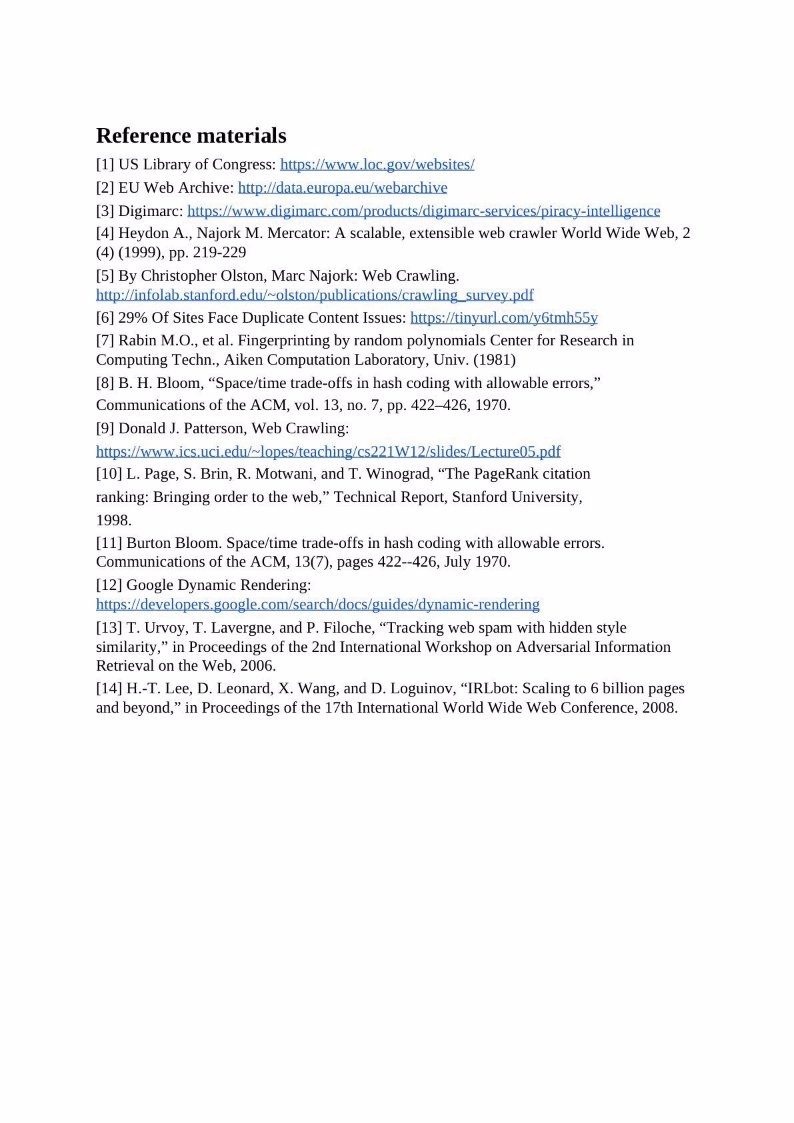 Reference materials
[1] US Library of Congress: https://www.loc.gov/websites/
[2] EU Web Archive: http://data.europa.eu/webarchive
[3] Digimarc: https://www.digimarc.com/products/digimarc-services/piracy-intelligence
[4] Heydon A., Najork M. Mercator: A scalable, extensible web crawler World Wide Web, 2
(4) (1999), pp. 219-229
[5] By Christopher Olston, Marc Najork: Web Crawling.
http://infolab.stanford.edu/~olston/publications/crawling_survey.pdf
[6] 29% Of Sites Face Duplicate Content Issues: https://tinyurl.com/y6tmh55y
[7] Rabin M.O., et al. Fingerprinting by random polynomials Center for Research in
Computing Techn., Aiken Computation Laboratory, Univ. (1981)
[8] B. H. Bloom, “Space/time trade-offs in hash coding with allowable errors,”
Communications of the ACM, vol. 13, no. 7, pp. 422–426, 1970.
[9] Donald J. Patterson, Web Crawling:
https://www.ics.uci.edu/~lopes/teaching/cs221W12/slides/Lecture05.pdf
[10] L. Page, S. Brin, R. Motwani, and T. Winograd, “The PageRank citation
ranking: Bringing order to the web,” Technical Report, Stanford University,
1998.
[11] Burton Bloom. Space/time trade-offs in hash coding with allowable errors.
Communications of the ACM, 13(7), pages 422--426, July 1970.
[12] Google Dynamic Rendering:
https://developers.google.com/search/docs/guides/dynamic-rendering
[13] T. Urvoy, T. Lavergne, and P. Filoche, “Tracking web spam with hidden style
similarity,” in Proceedings of the 2nd International Workshop on Adversarial Information
Retrieval on the Web, 2006.
[14] H.-T. Lee, D. Leonard, X. Wang, and D. Loguinov, “IRLbot: Scaling to 6 billion pages
and beyond,” in Proceedings of the 17th International World Wide Web Conference, 2008.